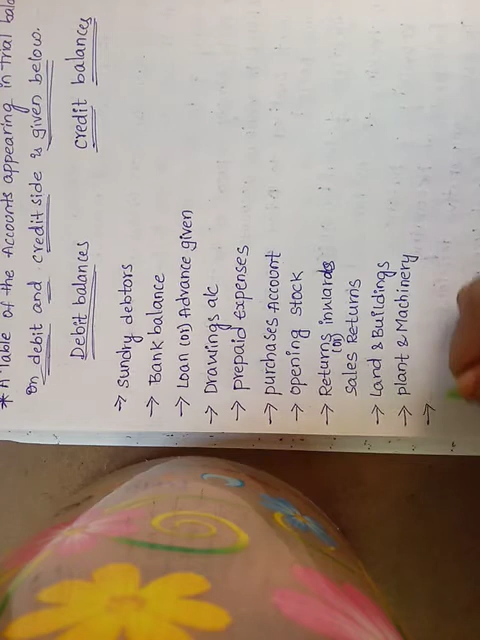 * A Table of the Accounts appearing in trial
on debit and credit side is given below.
Debit balances credit balances
→ Sundry debtors
→ Bank balance
→ Loan (or) Advance given
→ Drawings a/c
→ prepaid expenses
→ purchases Account
→ opening stock
→ Returns inwards
(or)
sales Returns
→ Land & Buildings
→ plant & Machinery
→